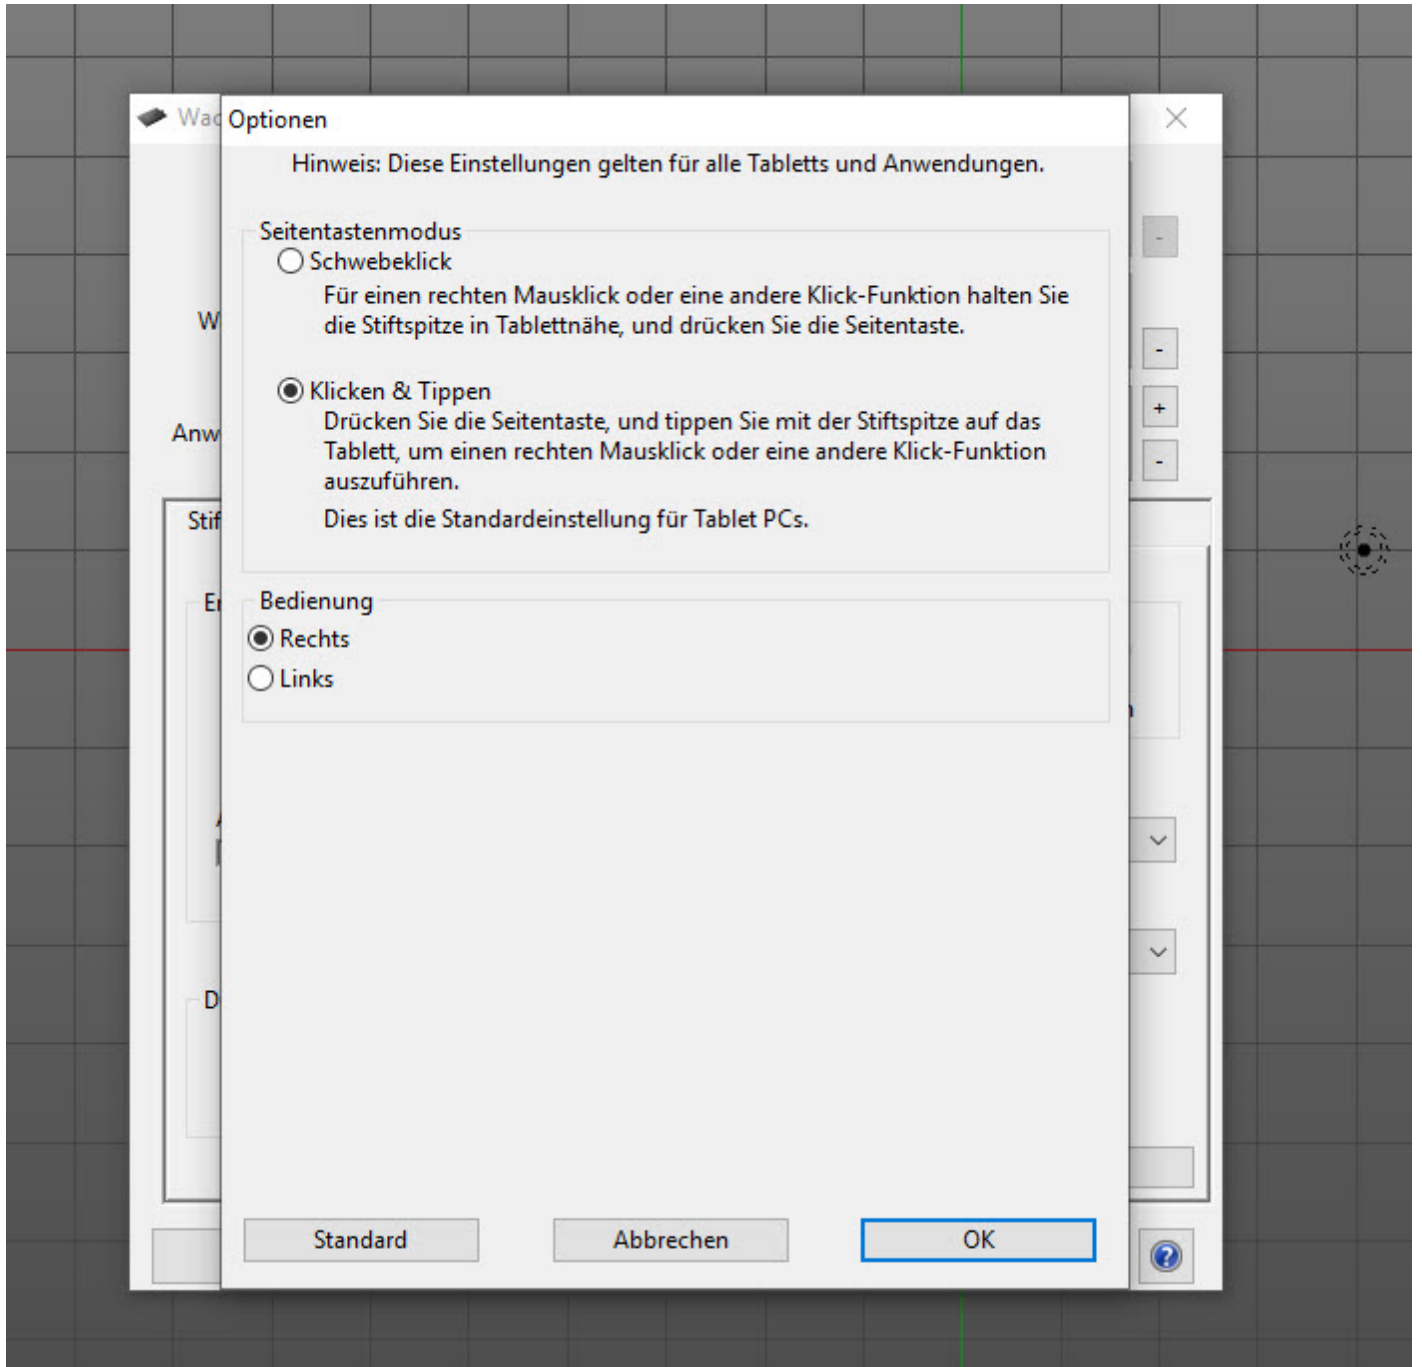 Optionen
Hinweis: Diese Einstellungen gelten für alle Tabletts und Anwendungen.
Seitentastenmodus
Schwebeklick
Für einen rechten Mausklick oder eine andere Klick-Funktion halten Sie
die Stiftspitze in Tablettnähe, und drücken Sie die Seitentaste.
Klicken & Tippen
Drücken Sie die Seitentaste, und tippen Sie mit der Stiftspitze auf das
Tablett, um einen rechten Mausklick oder eine andere Klick-Funktion
auszuführen.
Dies ist die Standardeinstellung für Tablet PCs.
Bedienung
Rechts
Links
Standard
Abbrechen
OK